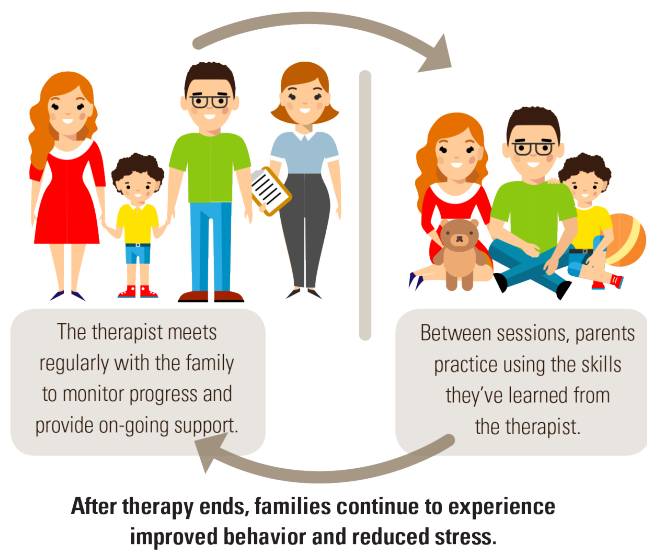 The therapist meets
regularly with the family
to monitor progress and
provide on-going support.
Between sessions, parents
practice using the skills
they’ve learned from
the therapist.
After therapy ends, families continue to experience
improved behavior and reduced stress.